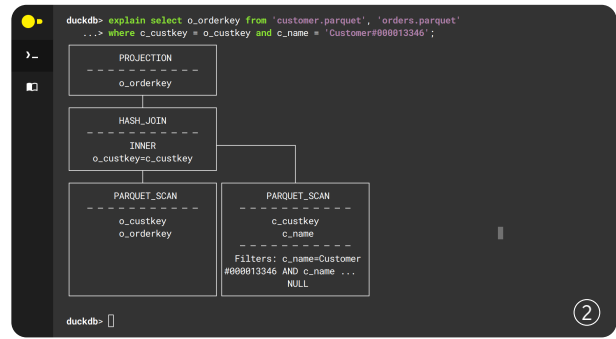 duckdb> explain select o_orderkey from 'customer.parquet', 'orders.parquet'
...> where c_custkey = o_custkey and c_name = 'Customer#000013346';
PROJECTION
o_orderkey
HASH_JOIN
INNER
o_custkey=c_custkey
PARQUET_SCAN
o_custkey
o_orderkey
PARQUET_SCAN
c_custkey
c_name
Filters: c_name=Customer
#000013346 AND c_name ...
NULL
duckdb>
2